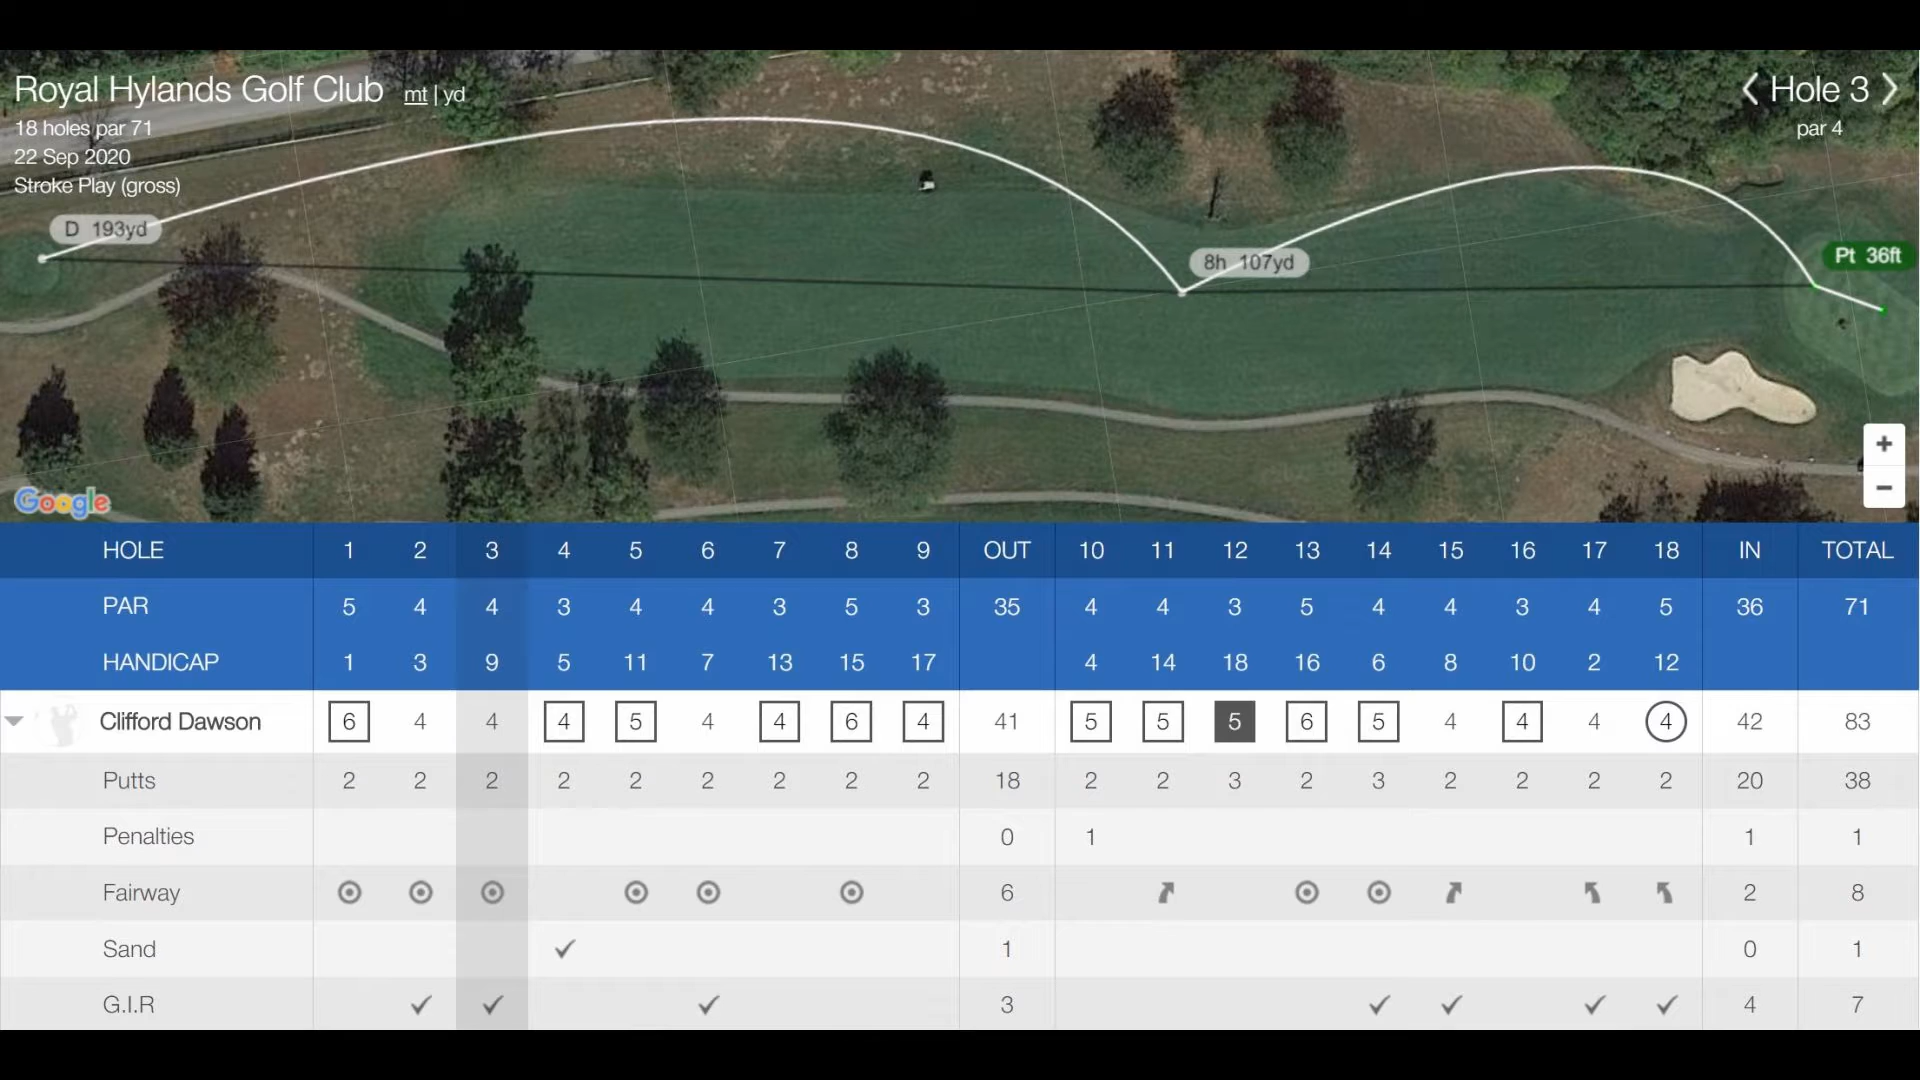 Royal Hylands Golf Club mt | yd
18 holes par 71
22 Sep 2020
Stroke Play (gross)
Hole 3
par 4
D 193yd
8h 107yd
Pt 36ft
+
−
Google
HOLE 1 2 3 4 5 6 7 8 9 OUT 10 11 12 13 14 15 16 17 18 IN TOTAL
PAR 5 4 4 3 4 4 3 5 3 35 4 4 3 5 4 4 3 4 5 36 71
HANDICAP 1 3 9 5 11 7 13 15 17 4 14 18 16 6 8 10 2 12
Clifford Dawson 6 4 4 4 5 4 4 6 4 41 5 5 5 6 5 4 4 4 4 42 83
Putts 2 2 2 2 2 2 2 2 2 18 2 2 3 2 3 2 2 2 2 20 38
Penalties 0 1 1 1
Fairway 6 2 8
Sand 1 0 1
G.I.R 3 4 7